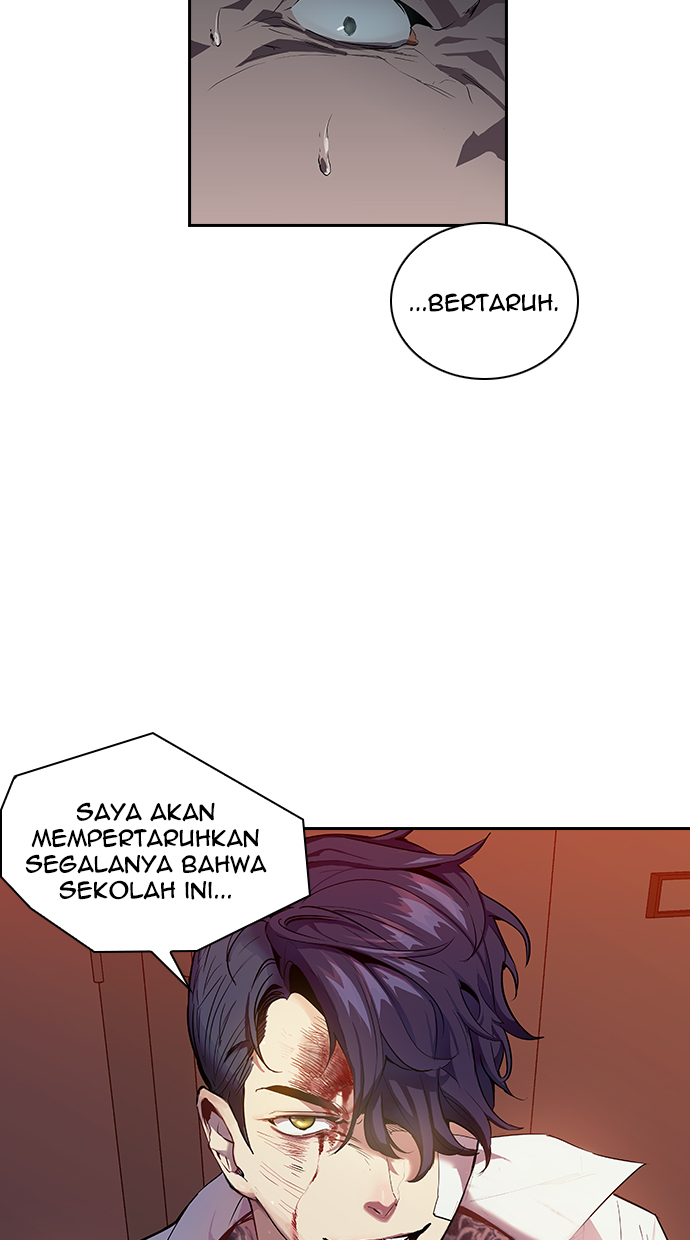 ...BERTARUH.
SAYA AKAN
MEMPERTARUHKAN
SEGALANYA BAHWA
SEKOLAH INI...